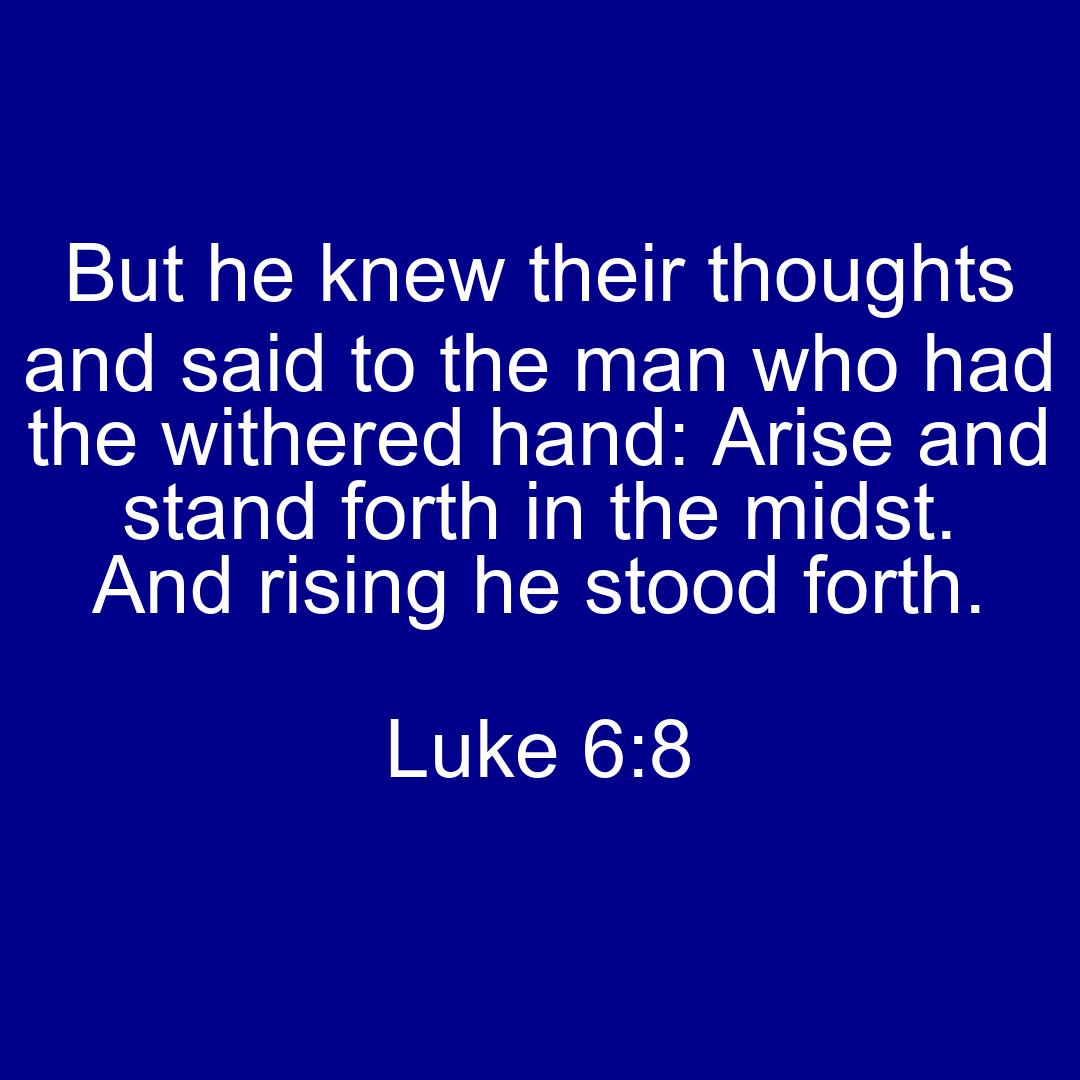 But he knew their thoughts
and said to the man who had
the withered hand: Arise and
stand forth in the midst.
And rising he stood forth.
Luke 6:8